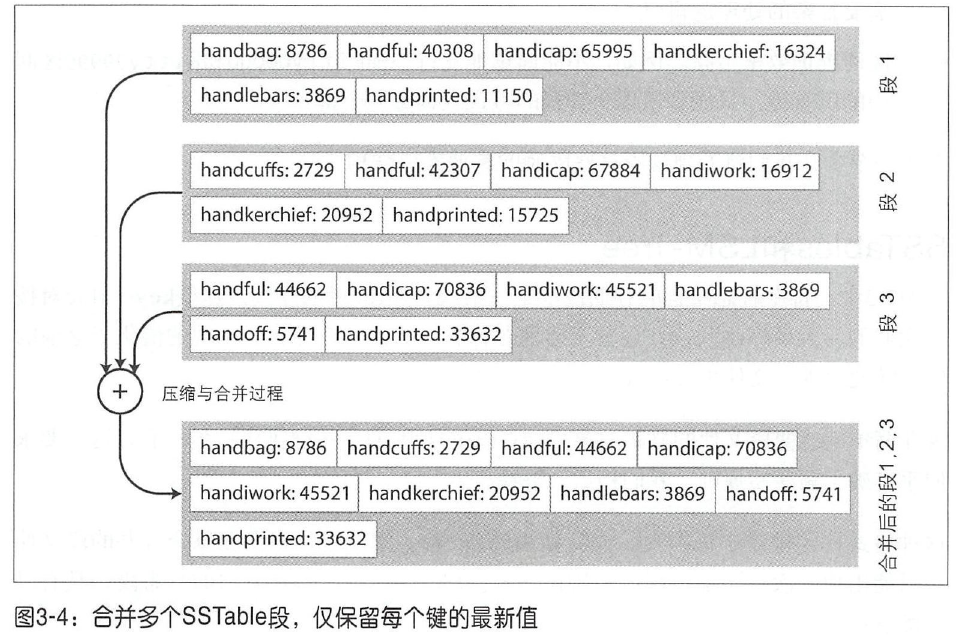 handbag: 8786 handful: 40308 handicap: 65995 handkerchief: 16324
handlebars: 3869 handprinted: 11150
段 1
handcuffs: 2729 handful: 42307 handicap: 67884 handiwork: 16912
handkerchief: 20952 handprinted: 15725
段 2
handful: 44662 handicap: 70836 handiwork: 45521 handlebars: 3869
handoff: 5741 handprinted: 33632
段 3
+ 压缩与合并过程
handbag: 8786 handcuffs: 2729 handful: 44662 handicap: 70836
handiwork: 45521 handkerchief: 20952 handlebars: 3869 handoff: 5741
handprinted: 33632
合并后的段1, 2, 3
图3-4：合并多个SSTable段，仅保留每个键的最新值